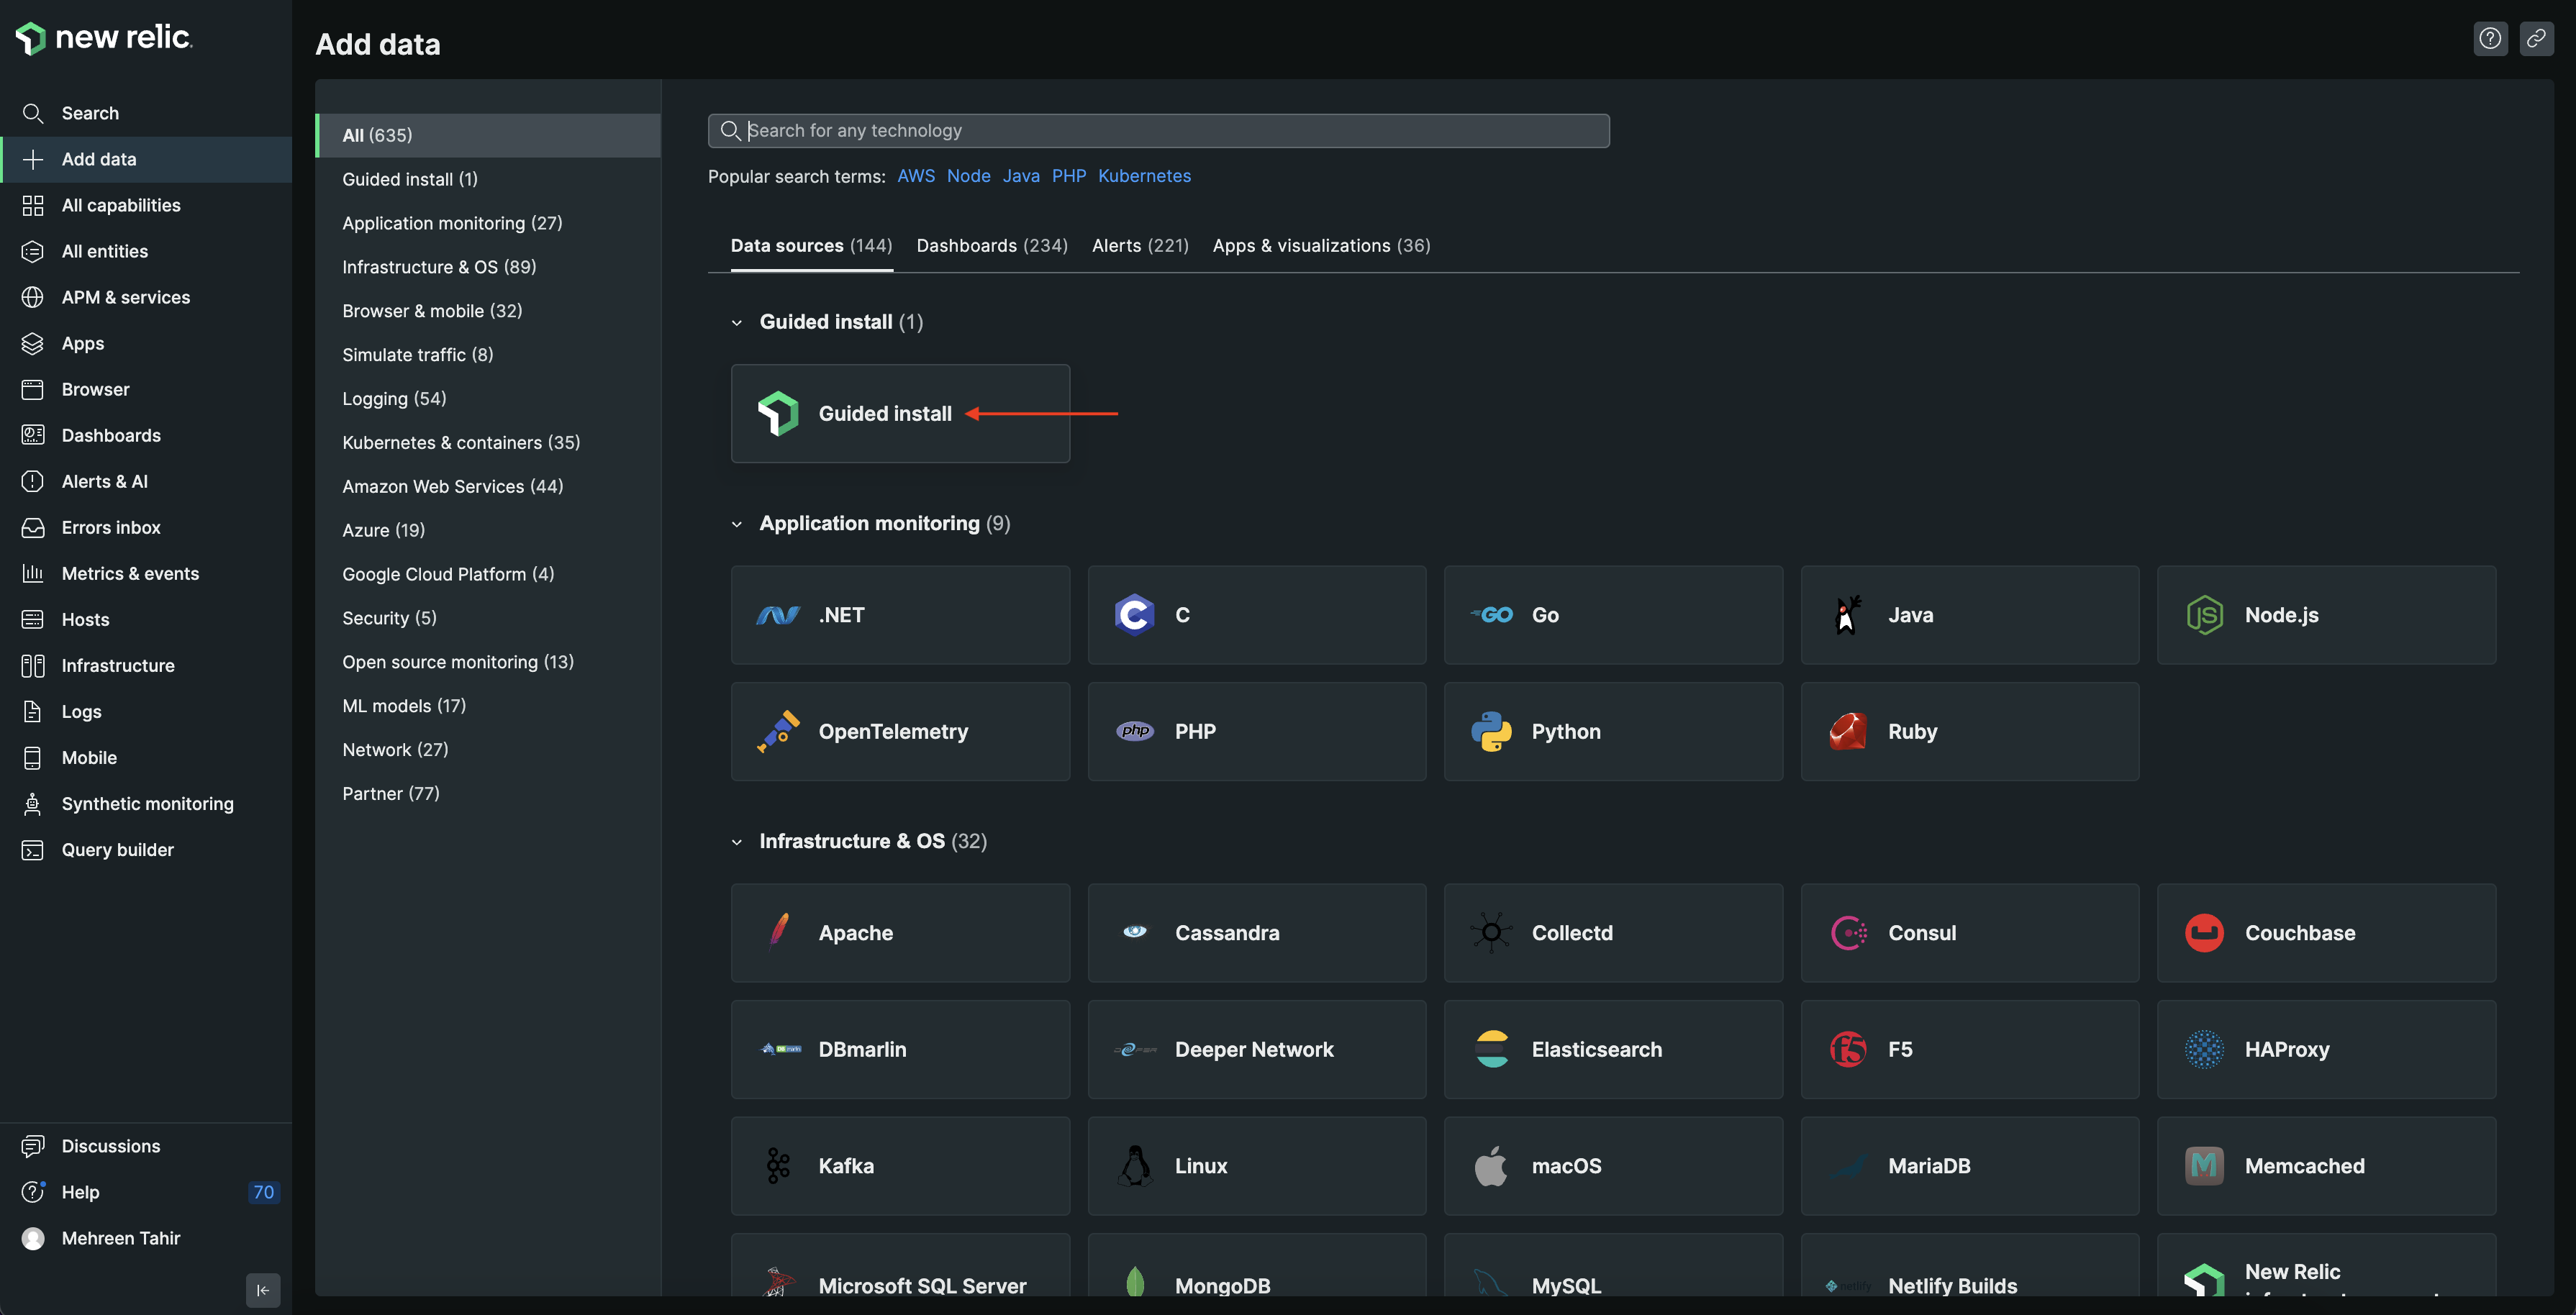 new relic.
Search
Add data
All capabilities
All entities
APM & services
Apps
Browser
Dashboards
Alerts & AI
Errors inbox
Metrics & events
Hosts
Infrastructure
Logs
Mobile
Synthetic monitoring
Query builder
Discussions
Help 70
Mehreen Tahir
Add data
All (635)
Guided install (1)
Application monitoring (27)
Infrastructure & OS (89)
Browser & mobile (32)
Simulate traffic (8)
Logging (54)
Kubernetes & containers (35)
Amazon Web Services (44)
Azure (19)
Google Cloud Platform (4)
Security (5)
Open source monitoring (13)
ML models (17)
Network (27)
Partner (77)
Search for any technology
Popular search terms: AWS Node Java PHP Kubernetes
Data sources (144) Dashboards (234) Alerts (221) Apps & visualizations (36)
Guided install (1)
Guided install
Application monitoring (9)
.NET
C C
GO Go
Java
JS Node.js
OpenTelemetry
php PHP
Python
Ruby
Infrastructure & OS (32)
Apache
Cassandra
Collectd
Consul
Couchbase
DBmarlin
Deeper Network
Elasticsearch
f5 F5
HAProxy
Kafka
Linux
macOS
MariaDB
M Memcached
Microsoft SQL Server
MongoDB
MySQL
netlify Netlify Builds
New Relic